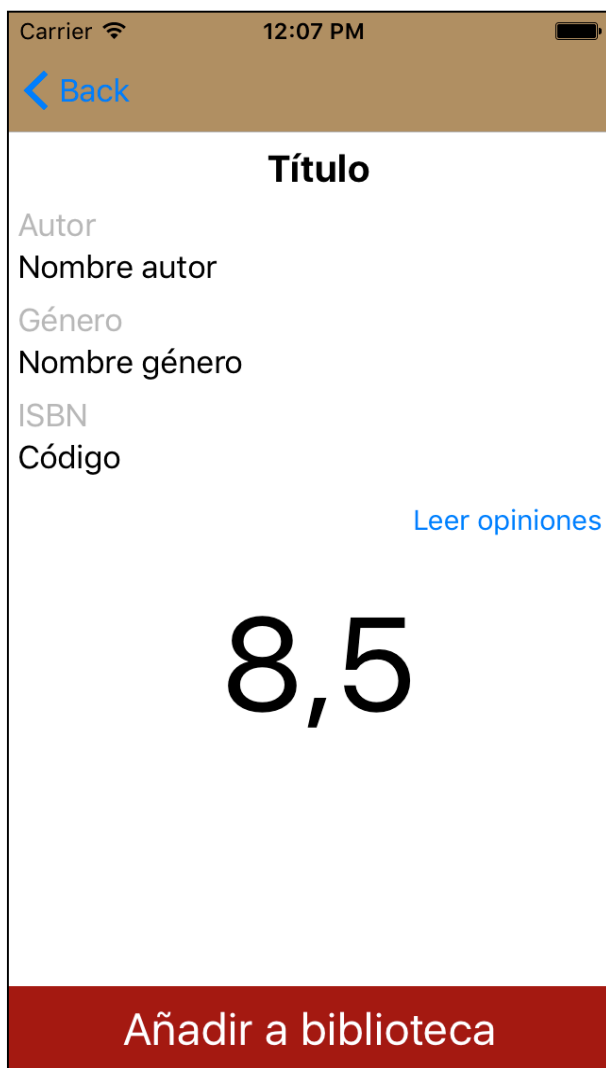 Carrier 12:07 PM
Back
Título
Autor
Nombre autor
Género
Nombre género
ISBN
Código
Leer opiniones
8,5
Añadir a biblioteca